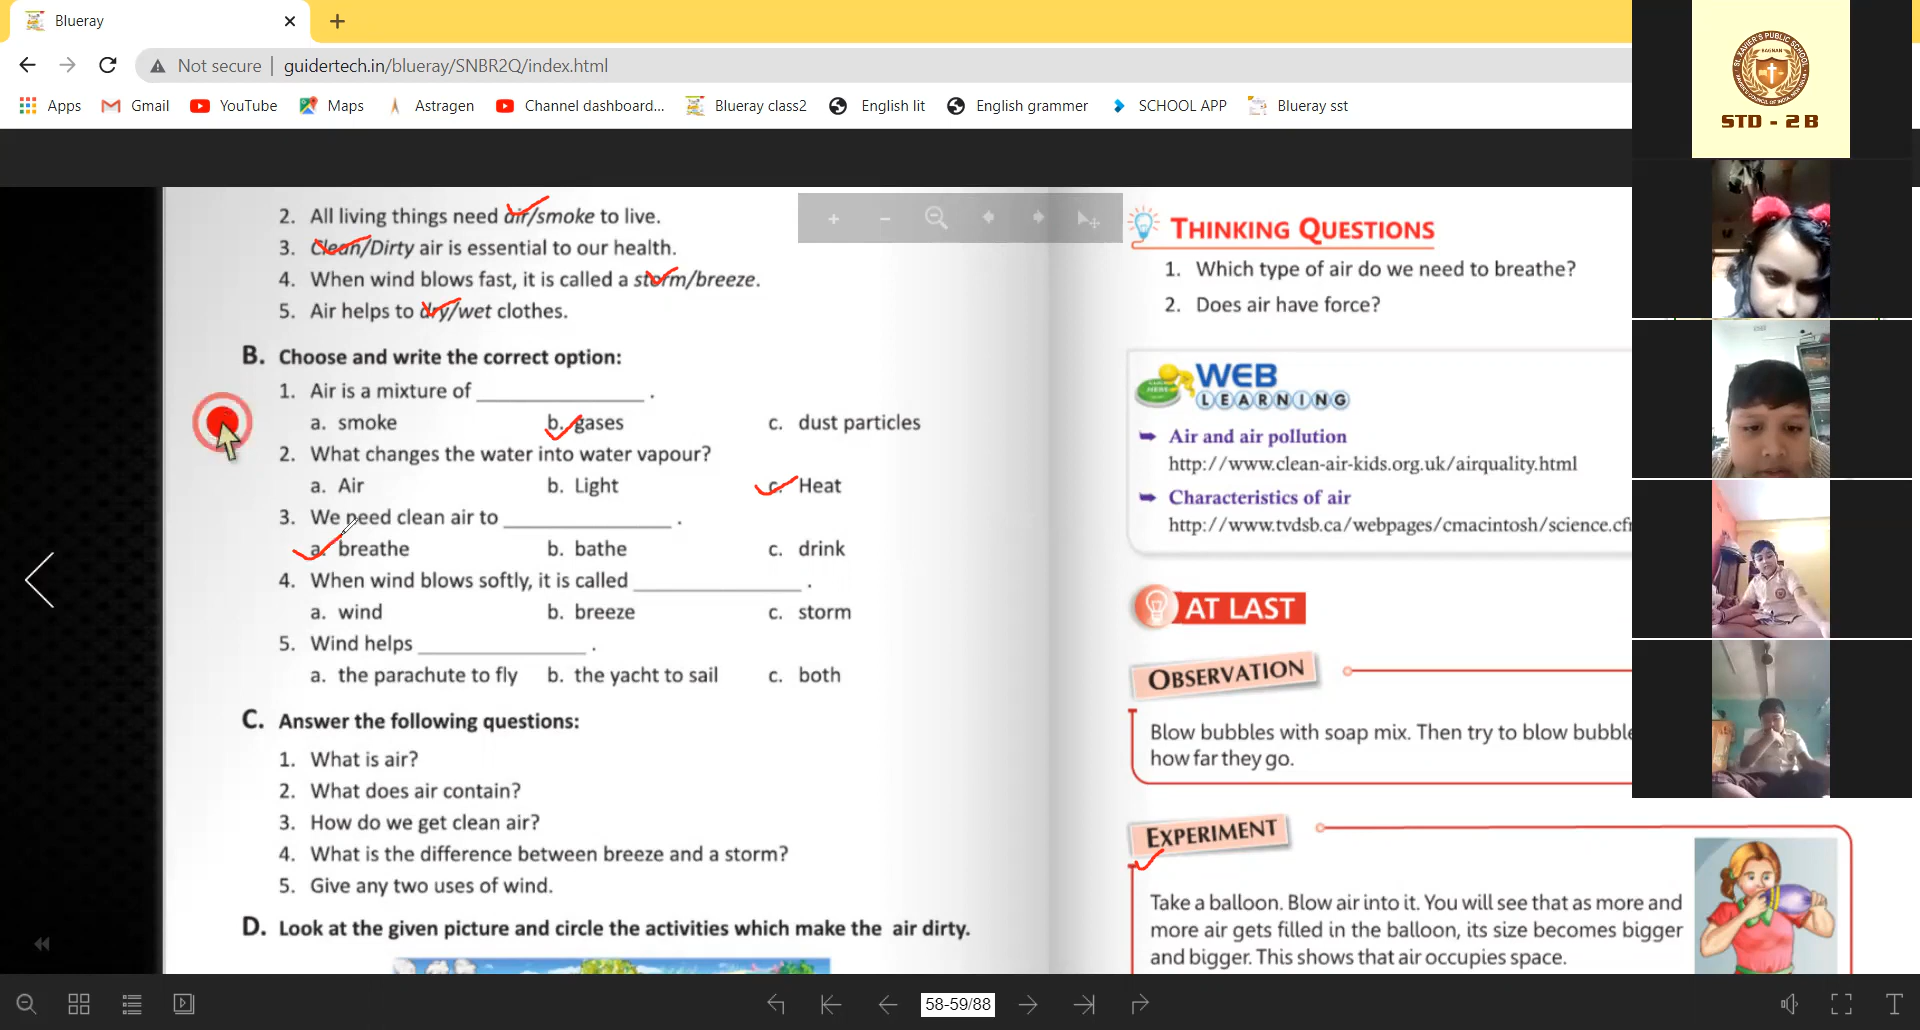 Blueray
Not secure | guidertech.in/blueray/SNBR2Q/index.html
Apps Gmail YouTube Maps Astragen Channel dashboard... Blueray class2 English lit English grammer SCHOOL APP Blueray sst
ST. XAVIER'S PUBLIC SCHOOL
BAGNAN
STD - 2B
2. All living things need air/smoke to live.
3. Clean/Dirty air is essential to our health.
4. When wind blows fast, it is called a storm/breeze.
5. Air helps to dry/wet clothes.
B. Choose and write the correct option:
1. Air is a mixture of ________________ .
a. smoke b. gases c. dust particles
2. What changes the water into water vapour?
a. Air b. Light c. Heat
3. We need clean air to ________________ .
a. breathe b. bathe c. drink
4. When wind blows softly, it is called ________________ .
a. wind b. breeze c. storm
5. Wind helps ________________ .
a. the parachute to fly b. the yacht to sail c. both
C. Answer the following questions:
1. What is air?
2. What does air contain?
3. How do we get clean air?
4. What is the difference between breeze and a storm?
5. Give any two uses of wind.
D. Look at the given picture and circle the activities which make the air dirty.
THINKING QUESTIONS
1. Which type of air do we need to breathe?
2. Does air have force?
WEB
LEARNING
Air and air pollution
http://www.clean-air-kids.org.uk/airquality.html
Characteristics of air
http://www.tvdsb.ca/webpages/cmacintosh/science.cf
AT LAST
OBSERVATION
Blow bubbles with soap mix. Then try to blow bubble
how far they go.
EXPERIMENT
Take a balloon. Blow air into it. You will see that as more and
more air gets filled in the balloon, its size becomes bigger
and bigger. This shows that air occupies space.
58-59/88